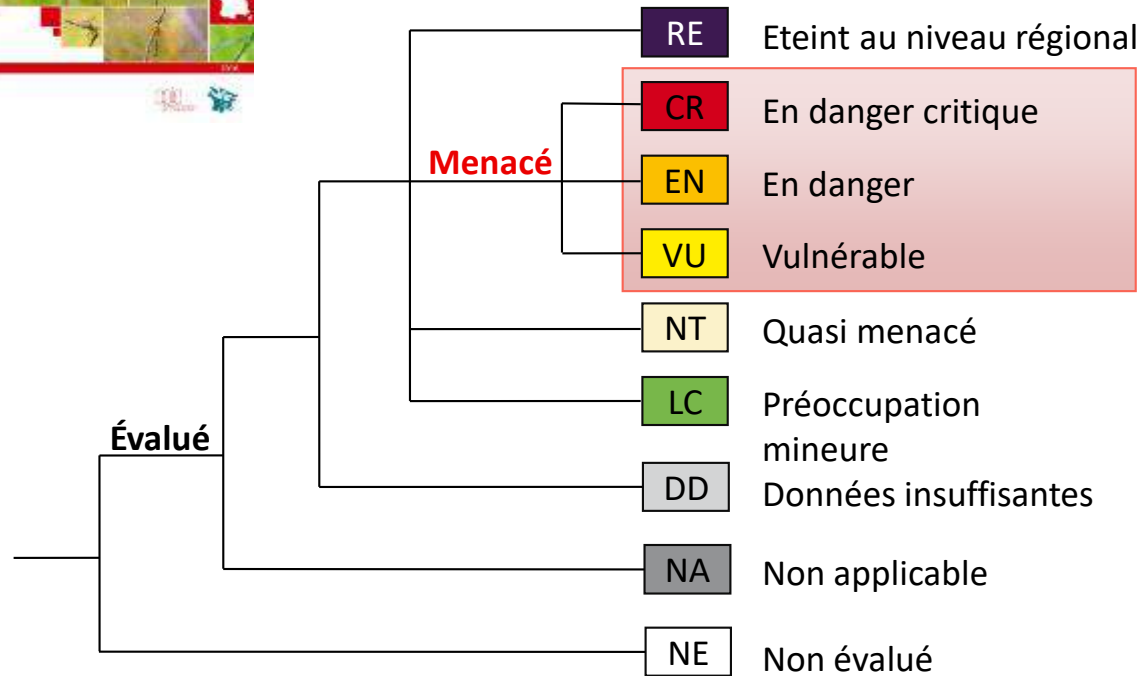 RE Eteint au niveau régional
CR En danger critique
Menacé
EN En danger
VU Vulnérable
NT Quasi menacé
LC Préoccupation
mineure
Évalué
DD Données insuffisantes
NA Non applicable
NE Non évalué